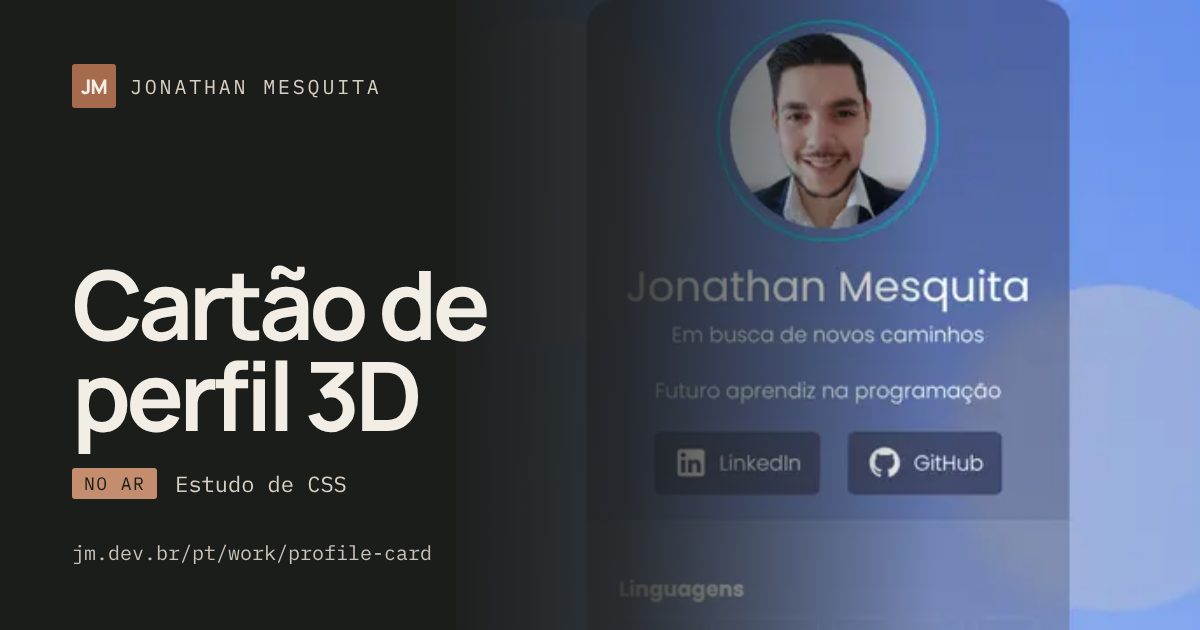 JM JONATHAN MESQUITA
Cartão de
perfil 3D
NO AR Estudo de CSS
jm.dev.br/pt/work/profile-card
Jonathan Mesquita
Em busca de novos caminhos
Futuro aprendiz na programação
LinkedIn GitHub
Linguagens